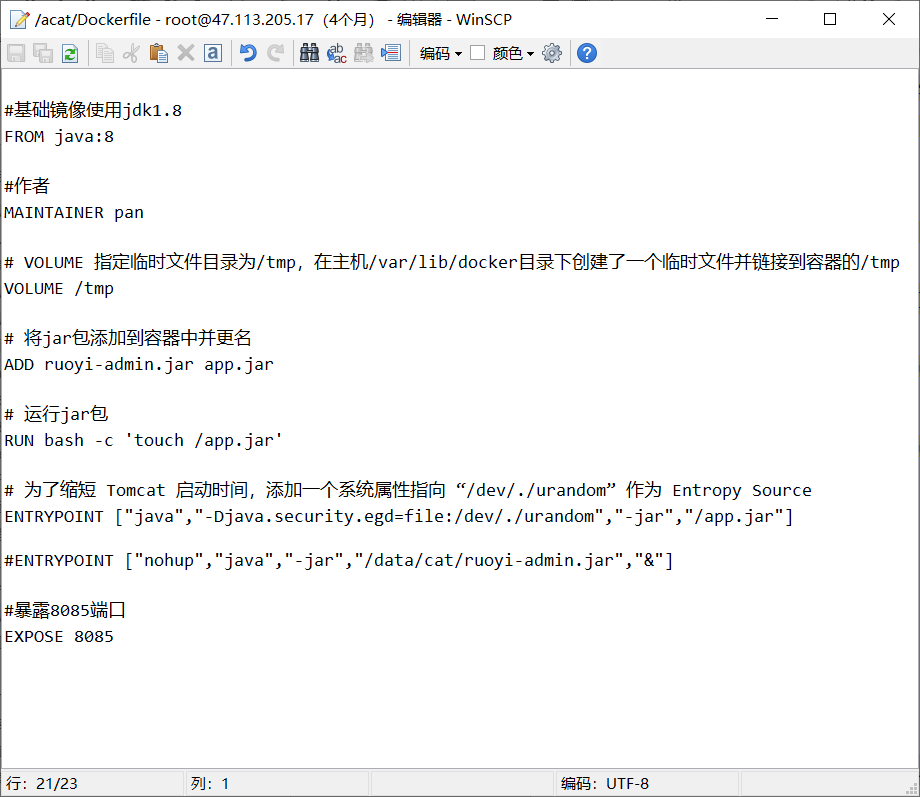 /acat/Dockerfile - root@47.113.205.17（4个月） - 编辑器 - WinSCP
编码 颜色
#基础镜像使用jdk1.8
FROM java:8
#作者
MAINTAINER pan
# VOLUME 指定临时文件目录为/tmp，在主机/var/lib/docker目录下创建了一个临时文件并链接到容器的/tmp
VOLUME /tmp
# 将jar包添加到容器中并更名
ADD ruoyi-admin.jar app.jar
# 运行jar包
RUN bash -c 'touch /app.jar'
# 为了缩短 Tomcat 启动时间，添加一个系统属性指向“/dev/./urandom”作为 Entropy Source
ENTRYPOINT ["java","-Djava.security.egd=file:/dev/./urandom","-jar","/app.jar"]
#ENTRYPOINT ["nohup","java","-jar","/data/cat/ruoyi-admin.jar","&"]
#暴露8085端口
EXPOSE 8085
行：21/23 列：1 编码：UTF-8